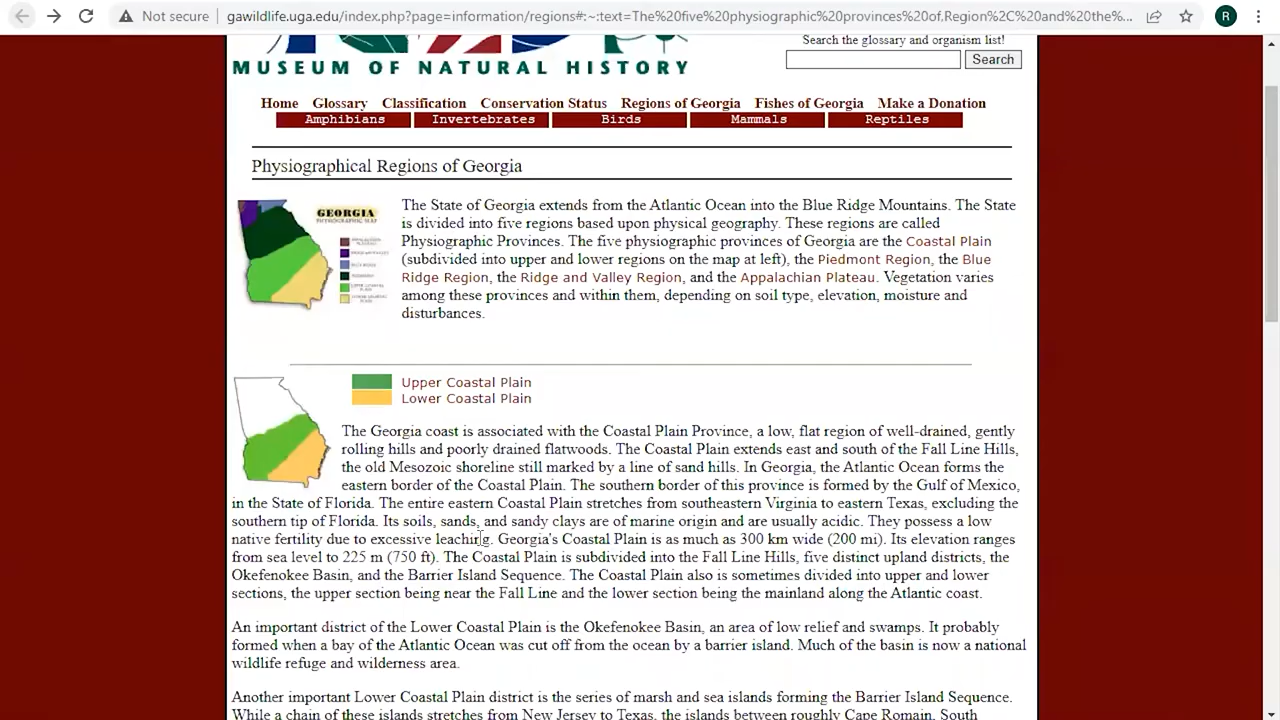 Not secure
gawildlife.uga.edu/index.php?page=information/regions#:~:text=The%20five%20physiographic%20provinces%20of.Region%2C%20and%20the%...
R
Search the glossary and organism list!
MUSEUM OF NATURAL HISTORY
Search
Home Glossary Classification Conservation Status Regions of Georgia Fishes of Georgia Make a Donation
Amphibians Invertebrates Birds Mammals Reptiles
Physiographical Regions of Georgia
GEORGIA
The State of Georgia extends from the Atlantic Ocean into the Blue Ridge Mountains. The State
is divided into five regions based upon physical geography. These regions are called
Physiographic Provinces. The five physiographic provinces of Georgia are the Coastal Plain
(subdivided into upper and lower regions on the map at left), the Piedmont Region, the Blue
Ridge Region, the Ridge and Valley Region, and the Appalachian Plateau. Vegetation varies
among these provinces and within them, depending on soil type, elevation, moisture and
disturbances.
Upper Coastal Plain
Lower Coastal Plain
The Georgia coast is associated with the Coastal Plain Province, a low, flat region of well-drained, gently
rolling hills and poorly drained flatwoods. The Coastal Plain extends east and south of the Fall Line Hills,
the old Mesozoic shoreline still marked by a line of sand hills. In Georgia, the Atlantic Ocean forms the
eastern border of the Coastal Plain. The southern border of this province is formed by the Gulf of Mexico,
in the State of Florida. The entire eastern Coastal Plain stretches from southeastern Virginia to eastern Texas, excluding the
southern tip of Florida. Its soils, sands, and sandy clays are of marine origin and are usually acidic. They possess a low
native fertility due to excessive leaching. Georgia's Coastal Plain is as much as 300 km wide (200 mi). Its elevation ranges
from sea level to 225 m (750 ft). The Coastal Plain is subdivided into the Fall Line Hills, five distinct upland districts, the
Okefenokee Basin, and the Barrier Island Sequence. The Coastal Plain also is sometimes divided into upper and lower
sections, the upper section being near the Fall Line and the lower section being the mainland along the Atlantic coast.
An important district of the Lower Coastal Plain is the Okefenokee Basin, an area of low relief and swamps. It probably
formed when a bay of the Atlantic Ocean was cut off from the ocean by a barrier island. Much of the basin is now a national
wildlife refuge and wilderness area.
Another important Lower Coastal Plain district is the series of marsh and sea islands forming the Barrier Island Sequence.
While a chain of these islands stretches from New Jersey to Texas, the islands between roughly Cape Romain, South